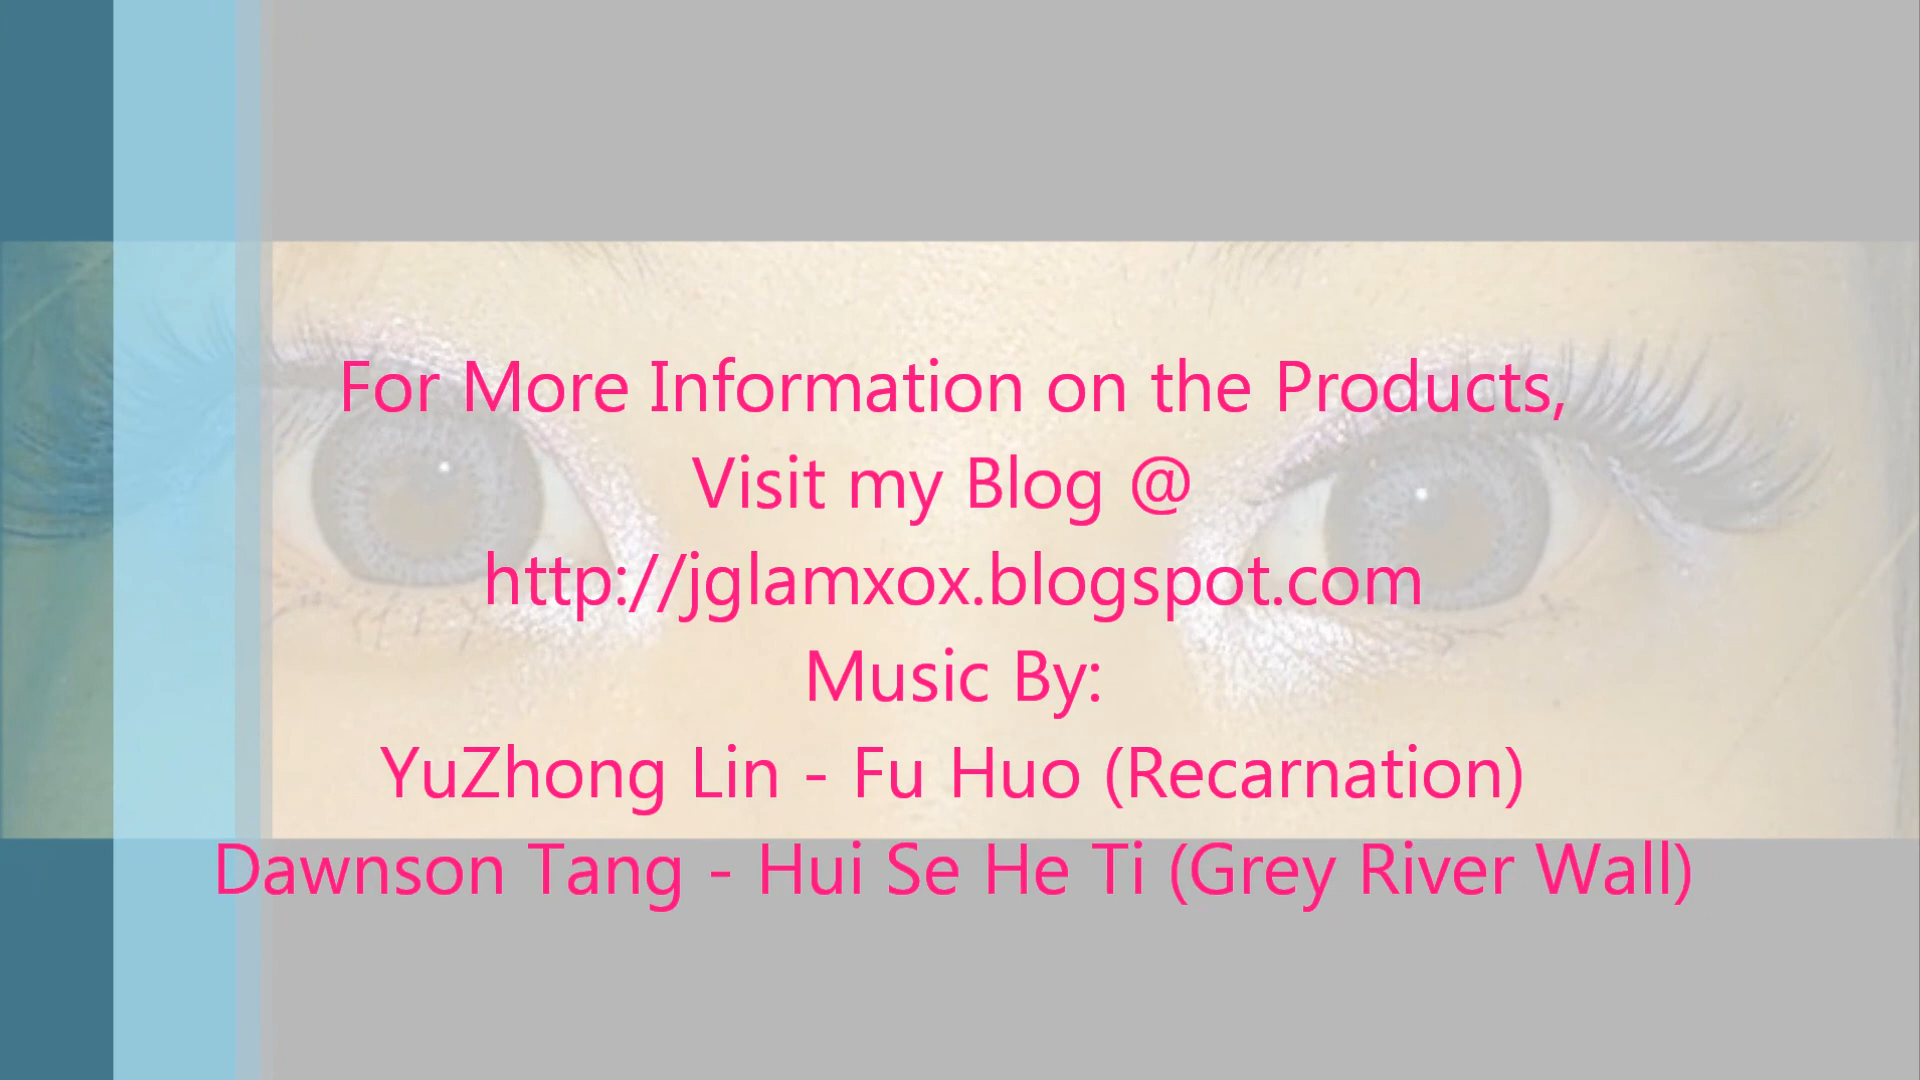 For More Information on the Products,
Visit my Blog @
http://jglamxox.blogspot.com
Music By:
YuZhong Lin - Fu Huo (Recarnation)
Dawnson Tang - Hui Se He Ti (Grey River Wall)